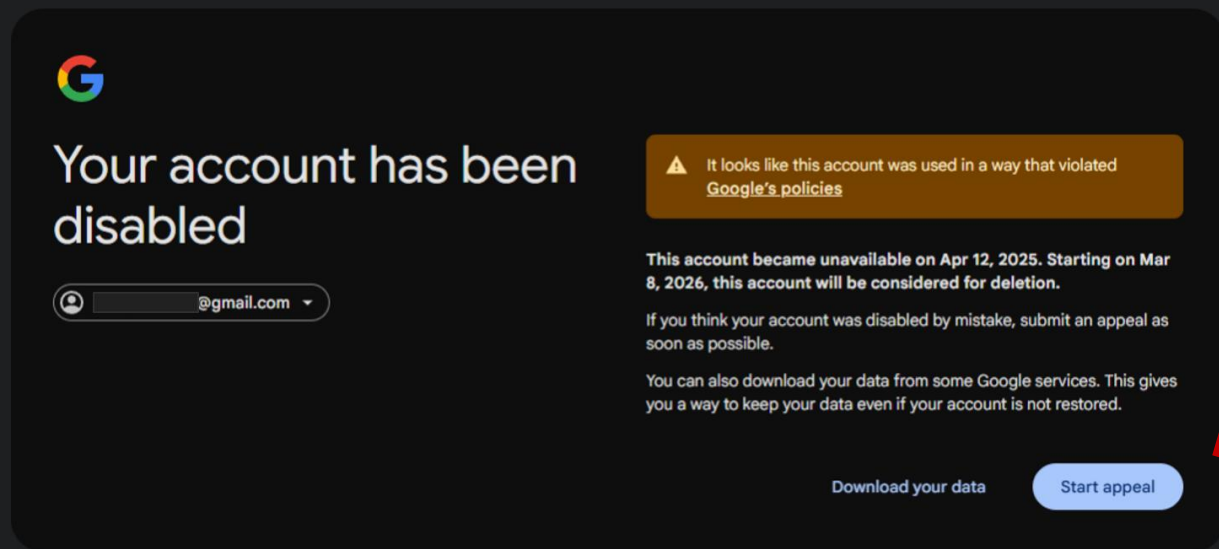 Your account has been
disabled
@gmail.com
It looks like this account was used in a way that violated
Google's policies
This account became unavailable on Apr 12, 2025. Starting on Mar
8, 2026, this account will be considered for deletion.
If you think your account was disabled by mistake, submit an appeal as
soon as possible.
You can also download your data from some Google services. This gives
you a way to keep your data even if your account is not restored.
Download your data
Start appeal